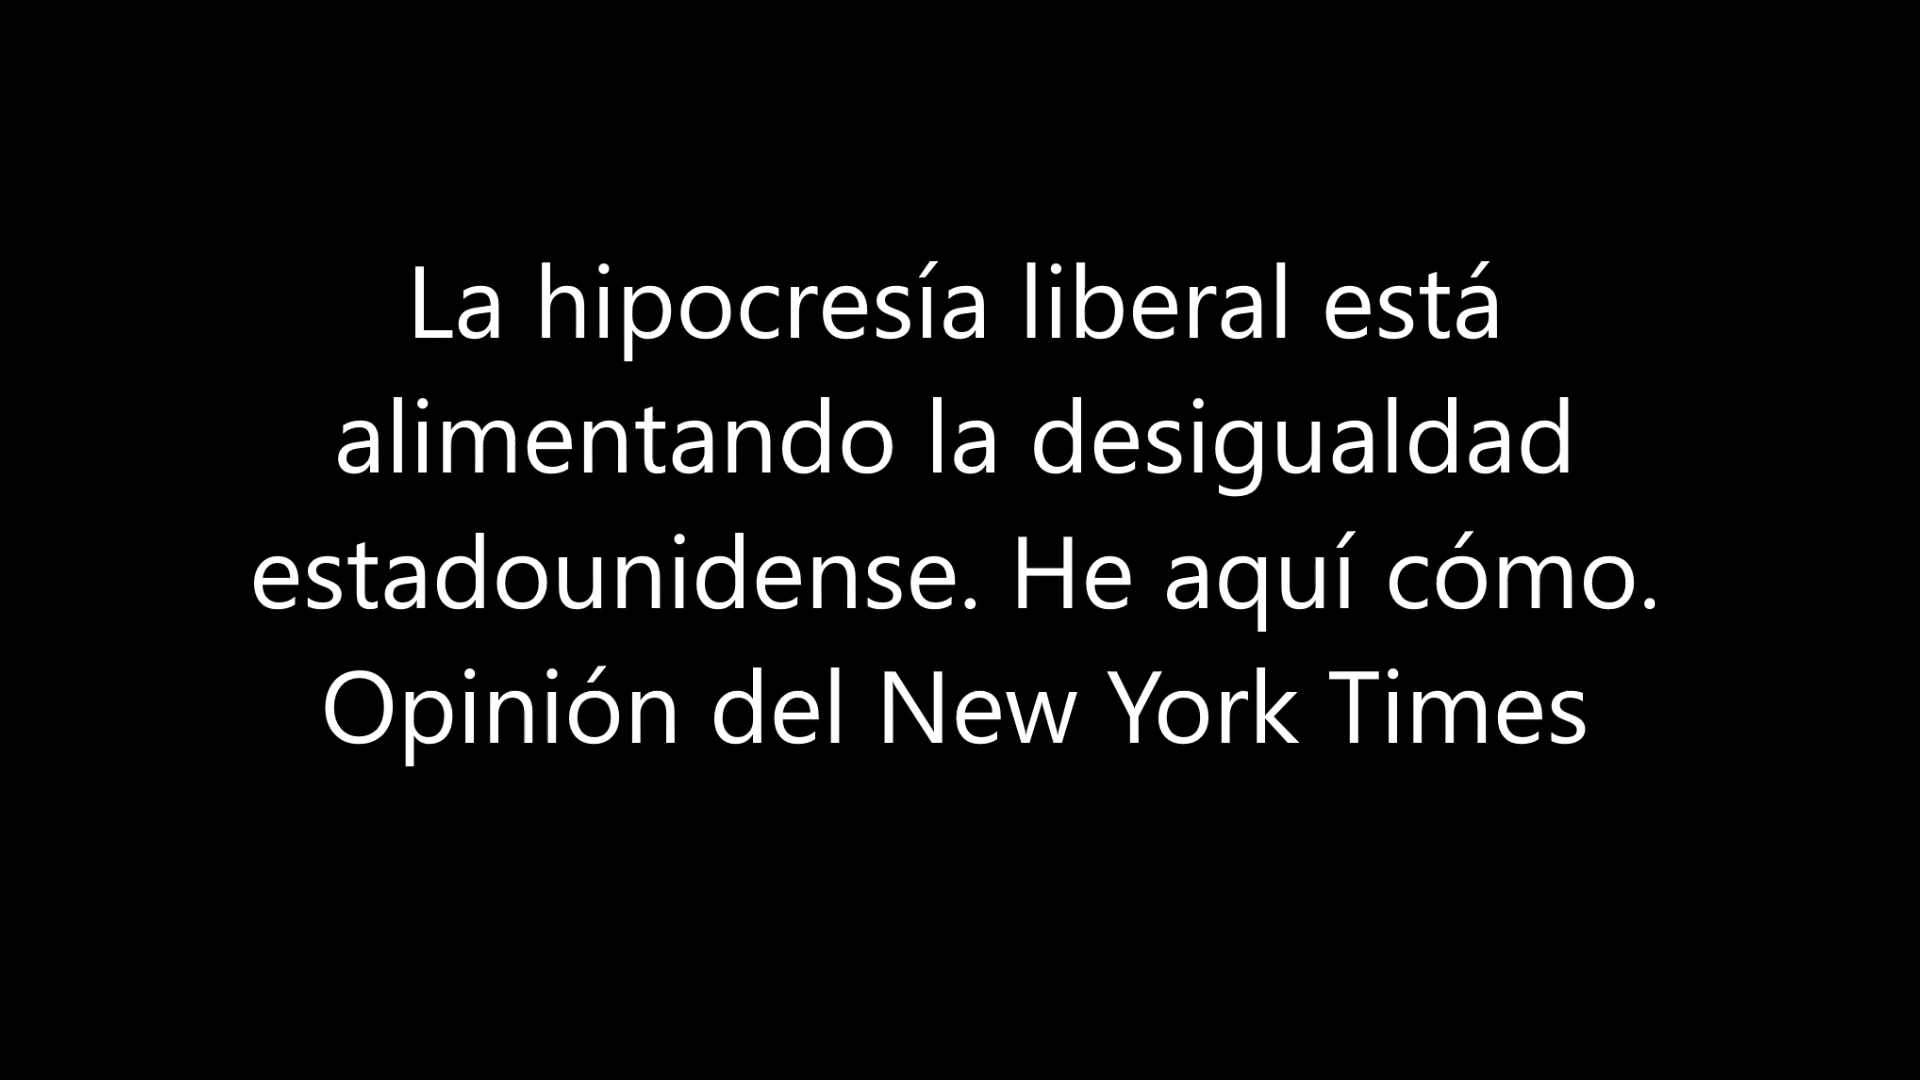 La hipocresía liberal está
alimentando la desigualdad
estadounidense. He aquí cómo.
Opinión del New York Times